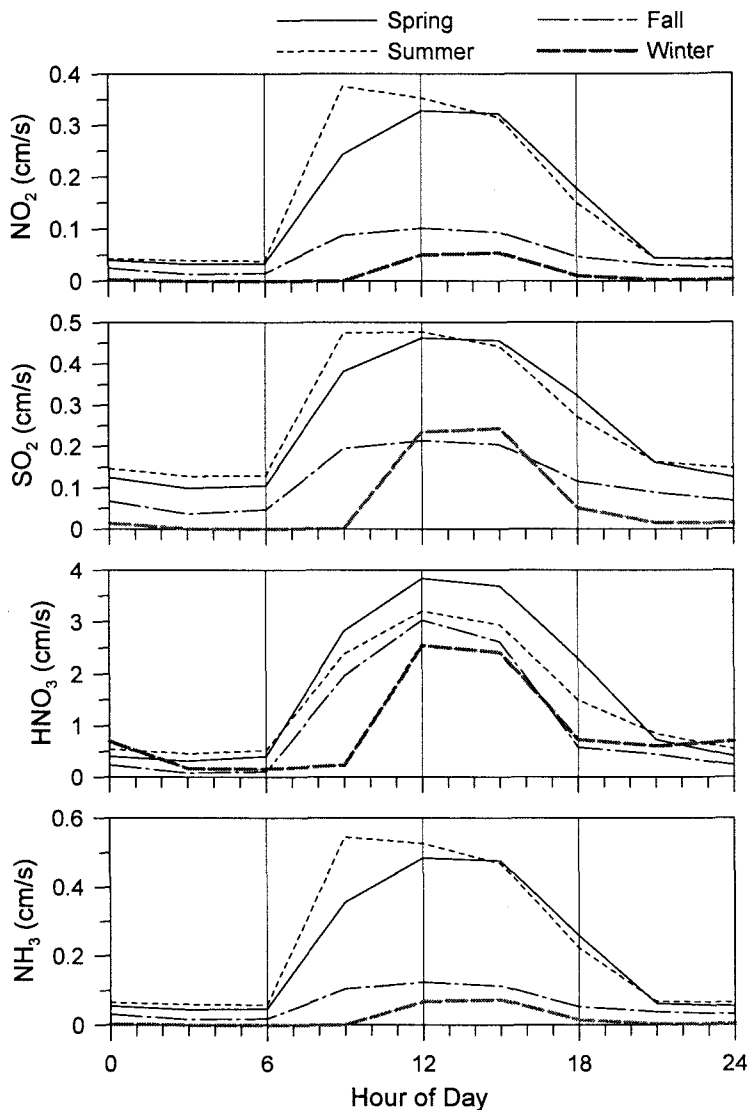 Spring Fall
Summer Winter
0.4
0.3
0.2
0.1
0
NO₂ (cm/s)
0.5
0.4
0.3
0.2
0.1
0
SO₂ (cm/s)
4
3
2
1
0
HNO₃ (cm/s)
0.6
0.4
0.2
0
NH₃ (cm/s)
0 6 12 18 24
Hour of Day